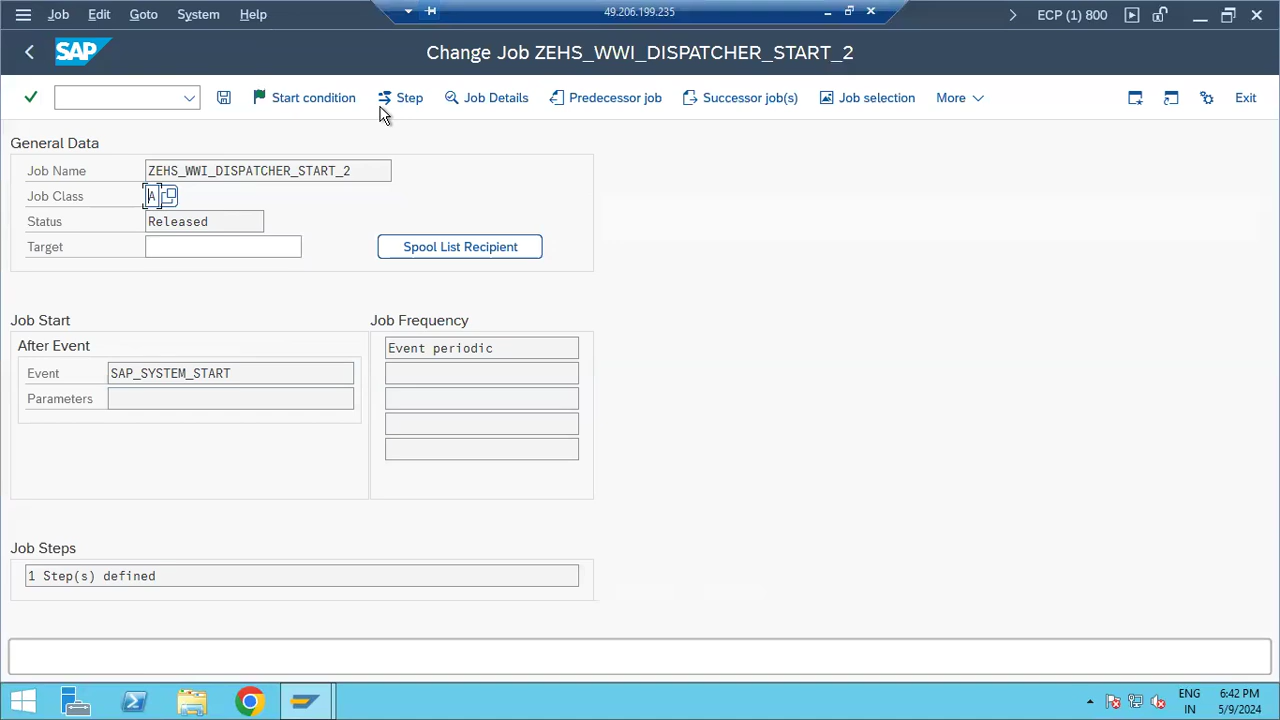 Job Edit Goto System Help 49.206.199.235 ECP (1) 800
SAP Change Job ZEHS_WWI_DISPATCHER_START_2
Start condition Step Job Details Predecessor job Successor job(s) Job selection More Exit
General Data
Job Name ZEHS_WWI_DISPATCHER_START_2
Job Class A
Status Released
Target Spool List Recipient
Job Start Job Frequency
After Event Event periodic
Event SAP_SYSTEM_START
Parameters
Job Steps
1 Step(s) defined
ENG 6:42 PM
IN 5/9/2024